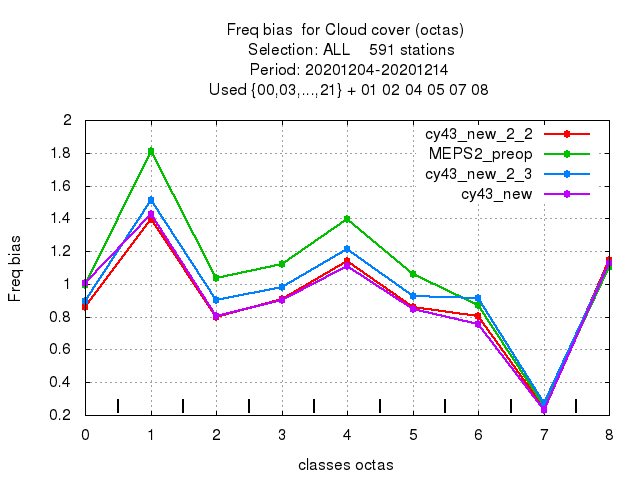 Freq bias  for Cloud cover (octas)
Selection: ALL    591 stations
Period: 20201204-20201214
Used {00,03,...,21} + 01 02 04 05 07 08
2
1.8
1.6
1.4
1.2
1
0.8
0.6
0.4
0.2
Freq bias
cy43_new_2_2
MEPS2_preop
cy43_new_2_3
cy43_new
0 1 2 3 4 5 6 7 8
classes octas